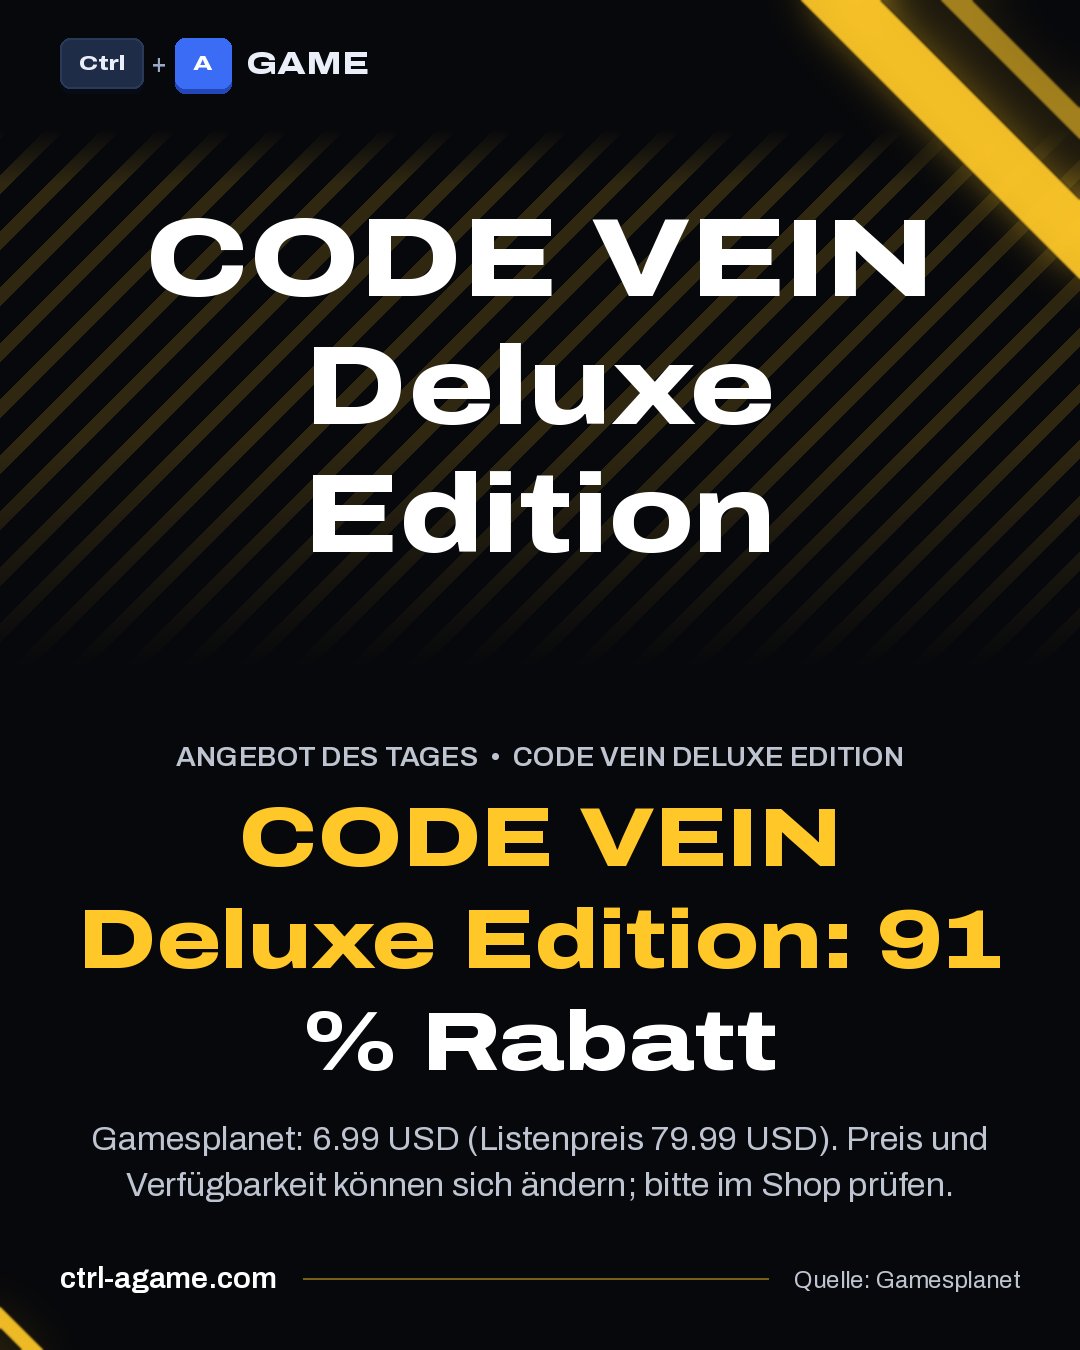 Ctrl + A GAME
CODE VEIN
Deluxe
Edition
ANGEBOT DES TAGES • CODE VEIN DELUXE EDITION
CODE VEIN
Deluxe Edition: 91
% Rabatt
Gamesplanet: 6.99 USD (Listenpreis 79.99 USD). Preis und
Verfügbarkeit können sich ändern; bitte im Shop prüfen.
ctrl-agame.com
Quelle: Gamesplanet